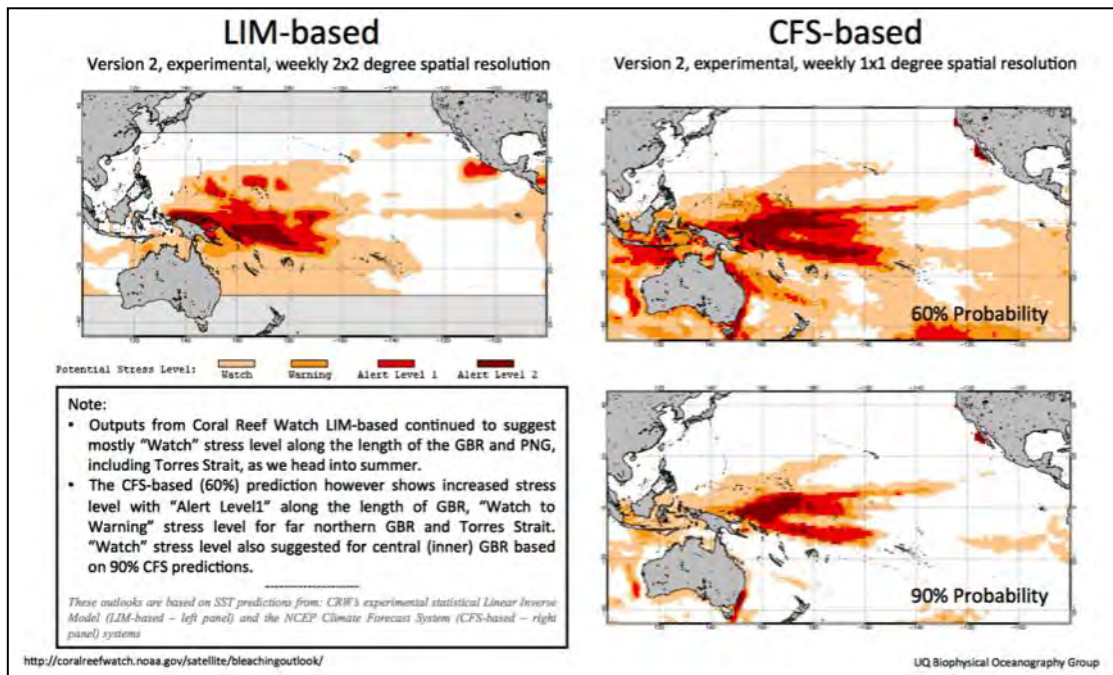 LIM-based
Version 2, experimental, weekly 2x2 degree spatial resolution
CFS-based
Version 2, experimental, weekly 1x1 degree spatial resolution
60% Probability
Potential Stress Level: Watch Warning Alert Level 1 Alert Level 2
Note:
• Outputs from Coral Reef Watch LIM-based continued to suggest
mostly “Watch” stress level along the length of the GBR and PNG,
including Torres Strait, as we head into summer.
• The CFS-based (60%) prediction however shows increased stress
level with “Alert Level1” along the length of GBR, “Watch to
Warning” stress level for far northern GBR and Torres Strait.
“Watch” stress level also suggested for central (inner) GBR based
on 90% CFS predictions.
These outlooks are based on SST predictions from: CRW's experimental statistical Linear Inverse
Model (LIM-based – left panel) and the NCEP Climate Forecast System (CFS-based – right
panel) systems
90% Probability
http://coralreefwatch.noaa.gov/satellite/bleachingoutlook/
UQ Biophysical Oceanography Group